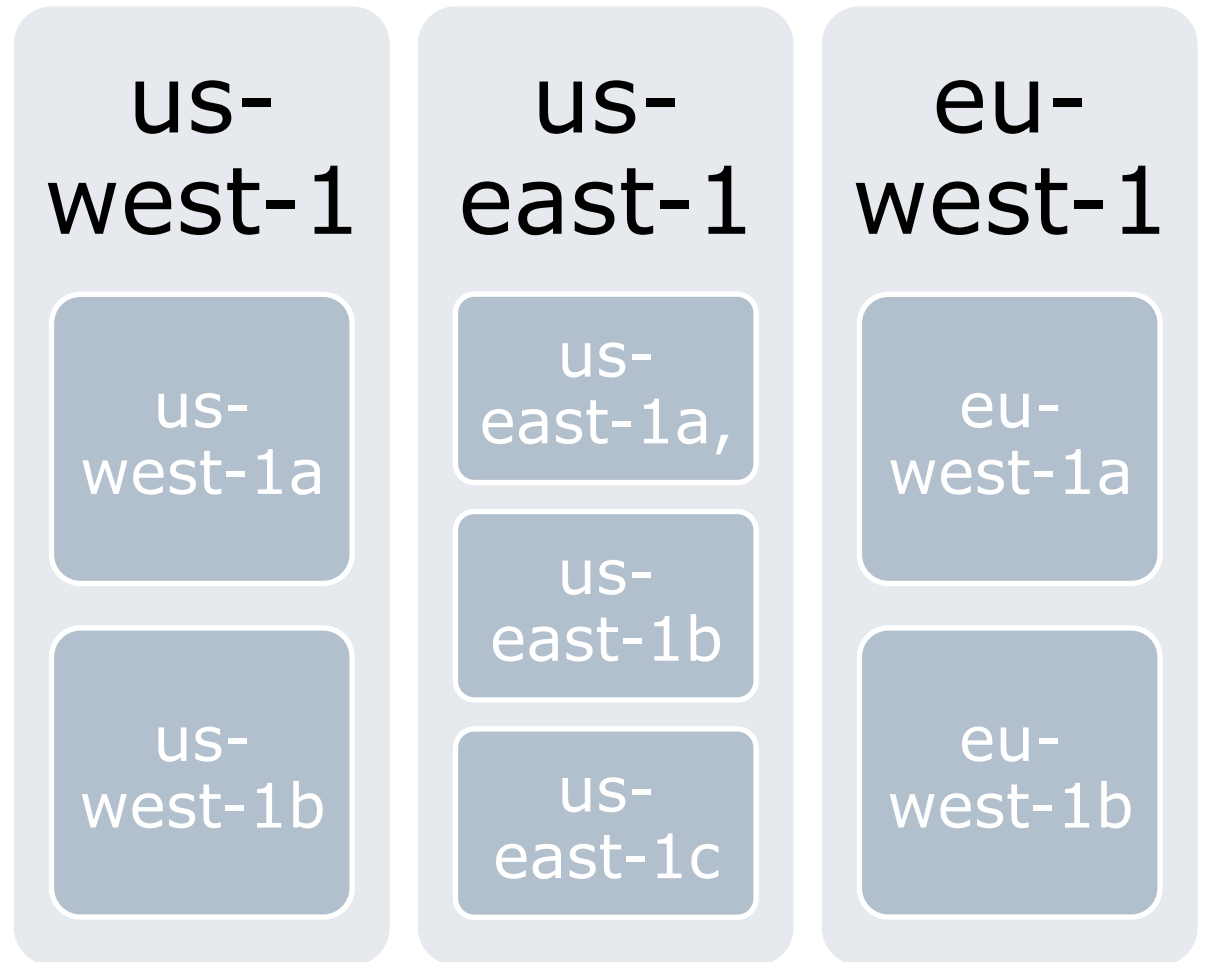 us-
west-1
us-
west-1a
us-
west-1b
us-
east-1
us-
east-1a,
us-
east-1b
us-
east-1c
eu-
west-1
eu-
west-1a
eu-
west-1b